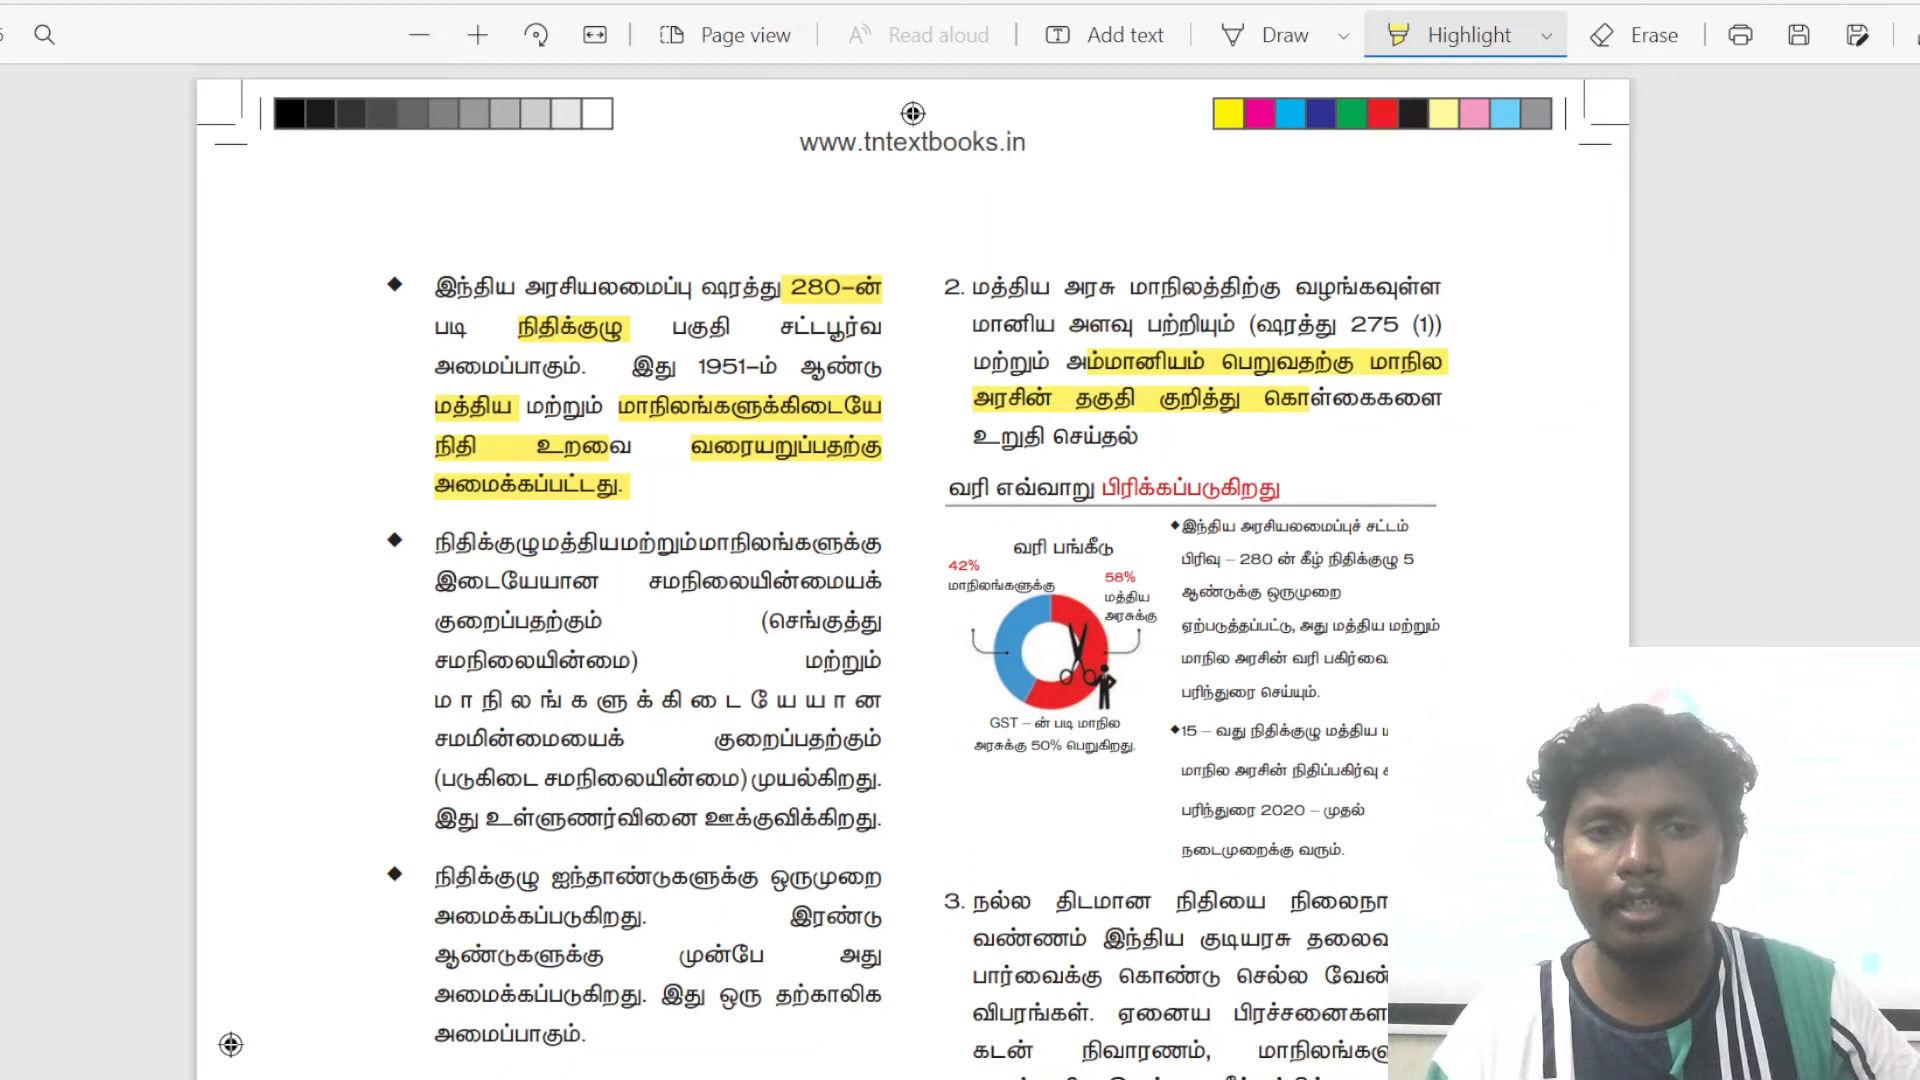 Page view
Read aloud
Add text
Draw
Highlight
Erase
www.tntextbooks.in
இந்திய அரசியலமைப்பு ஷரத்து 280–ன்
படி நிதிக்குழு பகுதி சட்டபூர்வ
அமைப்பாகும். இது 1951–ம் ஆண்டு
மத்திய மற்றும் மாநிலங்களுக்கிடையே
நிதி உறவை வரையறுப்பதற்கு
அமைக்கப்பட்டது.
நிதிக்குழுமத்தியமற்றும்மாநிலங்களுக்கு
இடையேயான சமநிலையின்மையக்
குறைப்பதற்கும் (செங்குத்து
சமநிலையின்மை) மற்றும்
மாநிலங்களுக்கிடையேயான
சமமின்மையைக் குறைப்பதற்கும்
(படுகிடை சமநிலையின்மை) முயல்கிறது.
இது உள்ளுணர்வினை ஊக்குவிக்கிறது.
நிதிக்குழு ஐந்தாண்டுகளுக்கு ஒருமுறை
அமைக்கப்படுகிறது. இரண்டு
ஆண்டுகளுக்கு முன்பே அது
அமைக்கப்படுகிறது. இது ஒரு தற்காலிக
அமைப்பாகும்.
2. மத்திய அரசு மாநிலத்திற்கு வழங்கவுள்ள
மானிய அளவு பற்றியும் (ஷரத்து 275 (1))
மற்றும் அம்மானியம் பெறுவதற்கு மாநில
அரசின் தகுதி குறித்து கொள்கைகளை
உறுதி செய்தல்
வரி எவ்வாறு பிரிக்கப்படுகிறது
வரி பங்கீடு
42%
மாநிலங்களுக்கு
58%
மத்திய
அரசுக்கு
GST – ன் படி மாநில
அரசுக்கு 50% பெறுகிறது.
இந்திய அரசியலமைப்புச் சட்டம்
பிரிவு – 280 ன் கீழ் நிதிக்குழு 5
ஆண்டுக்கு ஒருமுறை
ஏற்படுத்தப்பட்டு, அது மத்திய மற்றும்
மாநில அரசின் வரி பகிர்வை
பரிந்துரை செய்யும்.
15 – வது நிதிக்குழு மத்திய
மாநில அரசின் நிதிப்பகிர்வு
பரிந்துரை 2020 – முதல்
நடைமுறைக்கு வரும்.
3. நல்ல திடமான நிதியை
வண்ணம் இந்திய குடியரசு
பார்வைக்கு கொண்டு செல்ல
விபரங்கள். ஏனைய
கடன் நிவாரணம்,